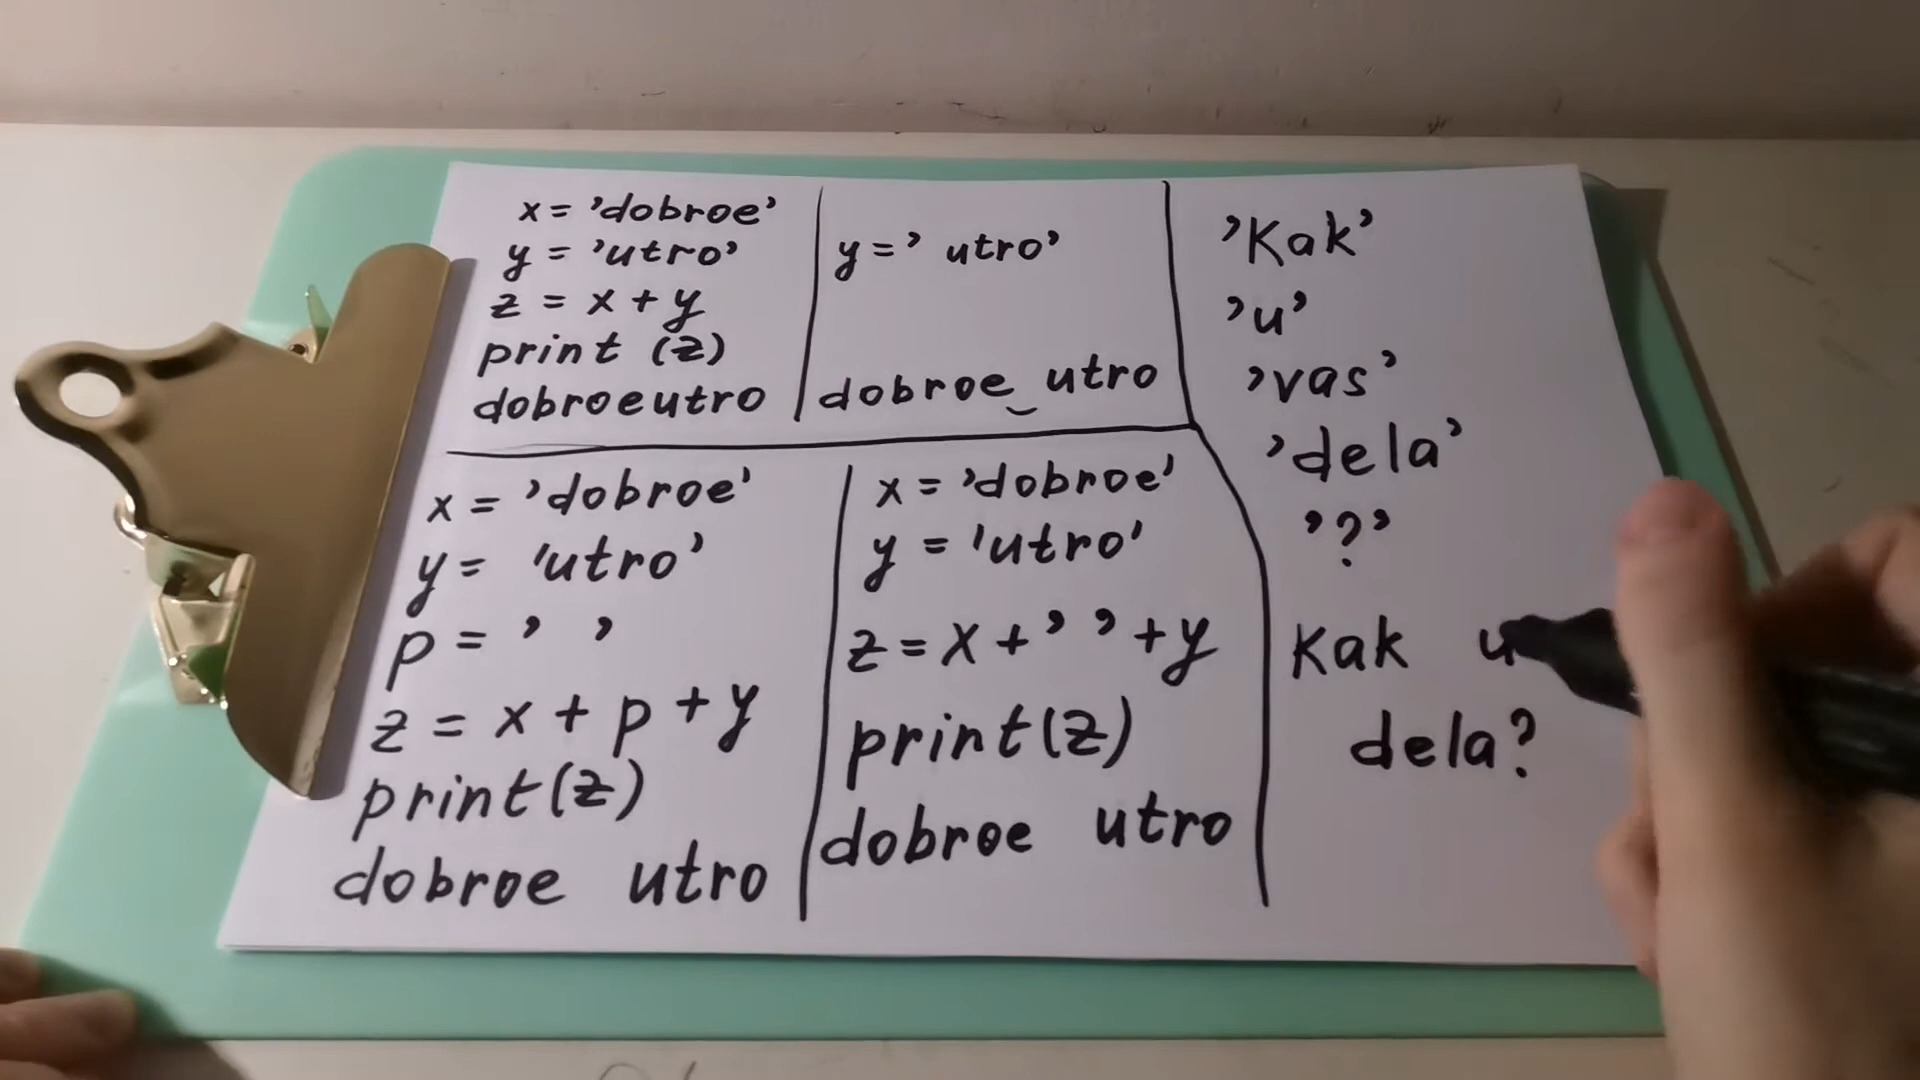 x = 'dobroe'
y = 'utro'
z = x + y
print (z)
dobroeutro
y = ' utro'
dobroe utro
x = 'dobroe'
y = 'utro'
p = ' '
z = x + p + y
print(z)
dobroe utro
x = 'dobroe'
y = 'utro'
z = x + ' ' + y
print(z)
dobroe utro
'Kak'
'u'
'vas'
'dela'
'?'
Kak u
dela?